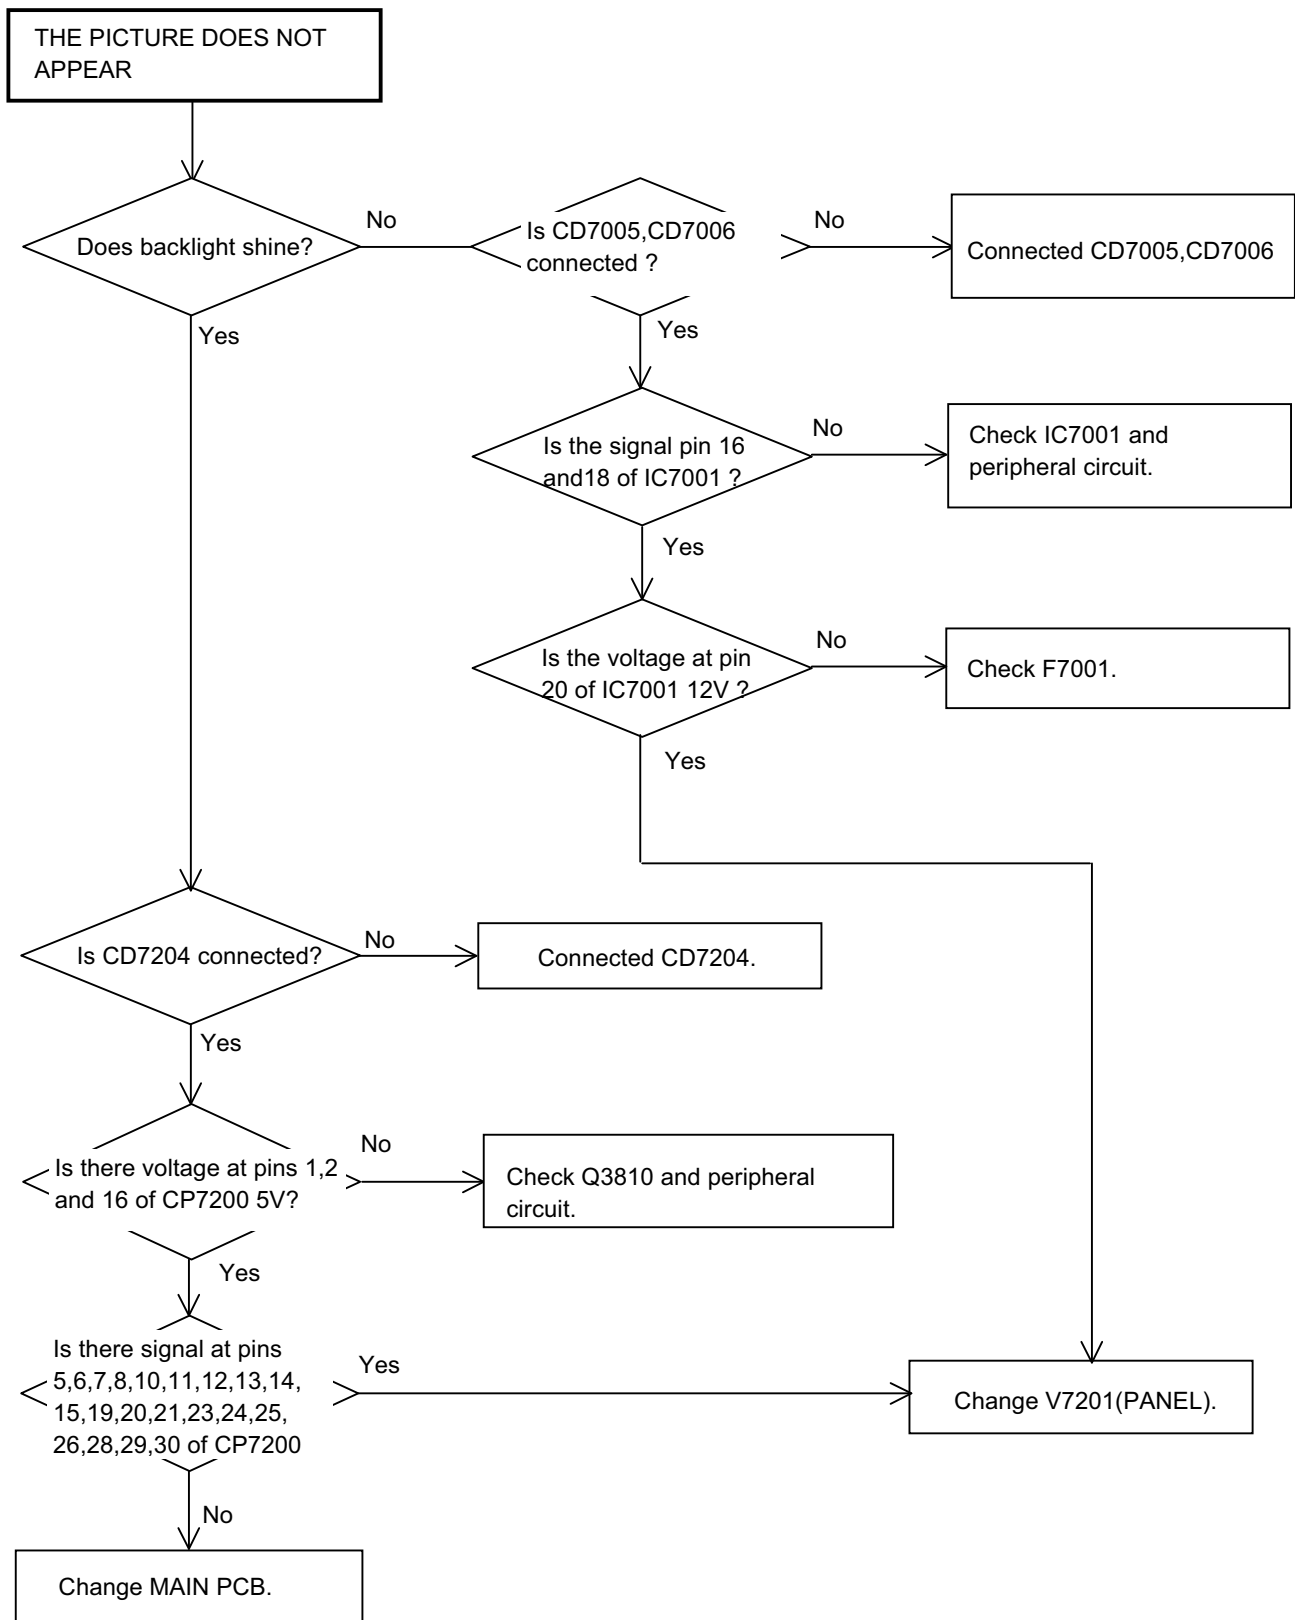 THE PICTURE DOES NOT
APPEAR
Does backlight shine?
No
Is CD7005,CD7006
connected ?
No
Connected CD7005,CD7006
Yes
Yes
Is the signal pin 16
and18 of IC7001 ?
No
Check IC7001 and
peripheral circuit.
Yes
Is the voltage at pin
20 of IC7001 12V ?
No
Check F7001.
Yes
Is CD7204 connected?
No
Connected CD7204.
Yes
Is there voltage at pins 1,2
and 16 of CP7200 5V?
No
Check Q3810 and peripheral
circuit.
Yes
Is there signal at pins
5,6,7,8,10,11,12,13,14,
15,19,20,21,23,24,25,
26,28,29,30 of CP7200
Yes
Change V7201(PANEL).
No
Change MAIN PCB.